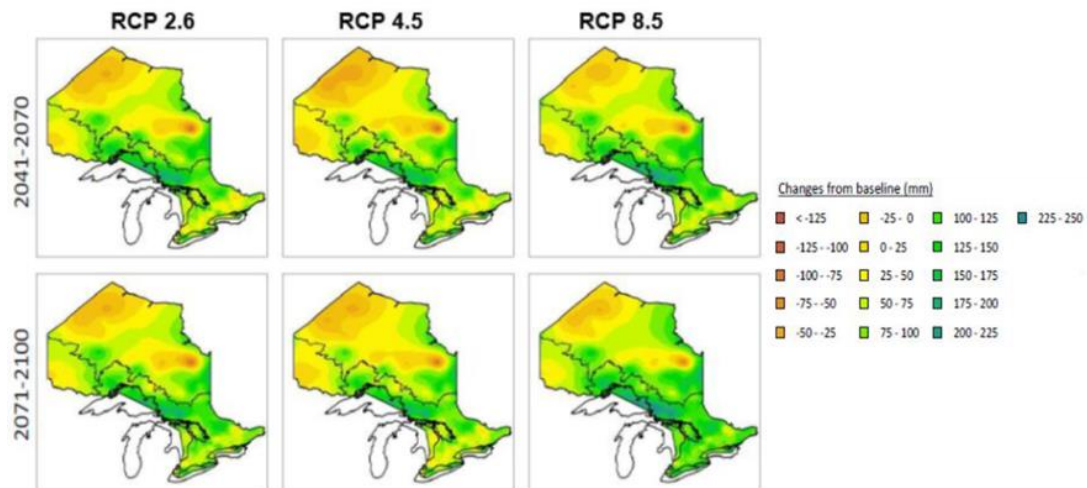 RCP 2.6 RCP 4.5 RCP 8.5
2041-2070
2071-2100
Changes from baseline (mm)
< -125 -25 - 0 100 - 125 225 - 250
-125 - -100 0 - 25 125 - 150
-100 - -75 25 - 50 150 - 175
-75 - -50 50 - 75 175 - 200
-50 - -25 75 - 100 200 - 225